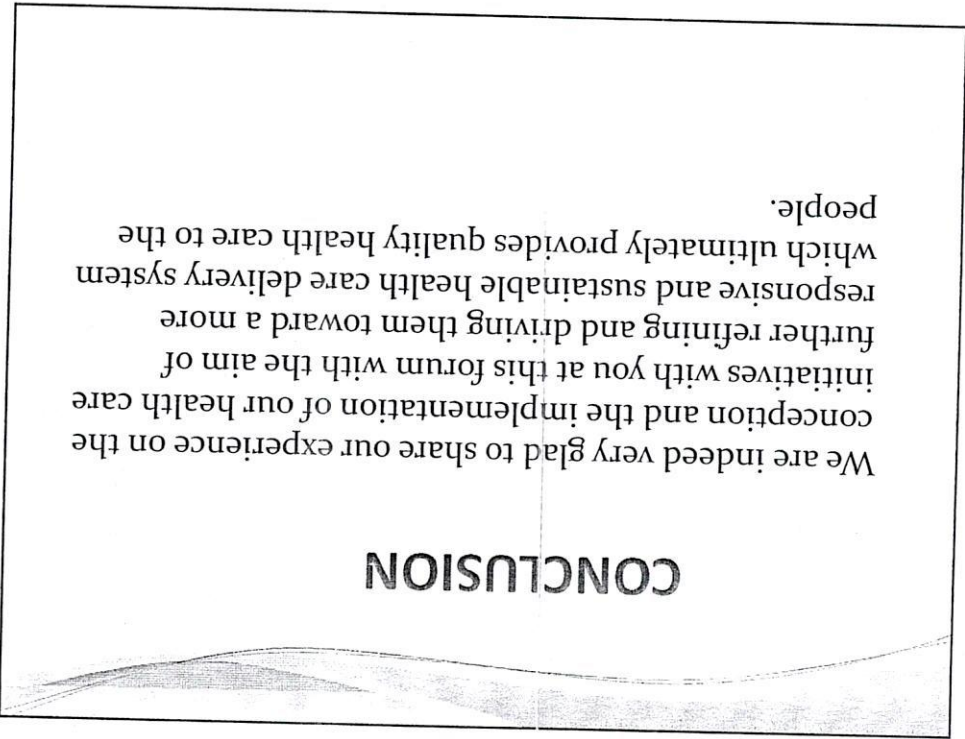 CONCLUSION
We are indeed very glad to share our experience on the
conception and the implementation of our health care
initiatives with you at this forum with the aim of
further refining and driving them toward a more
responsive and sustainable health care delivery system
which ultimately provides quality health care to the
people.